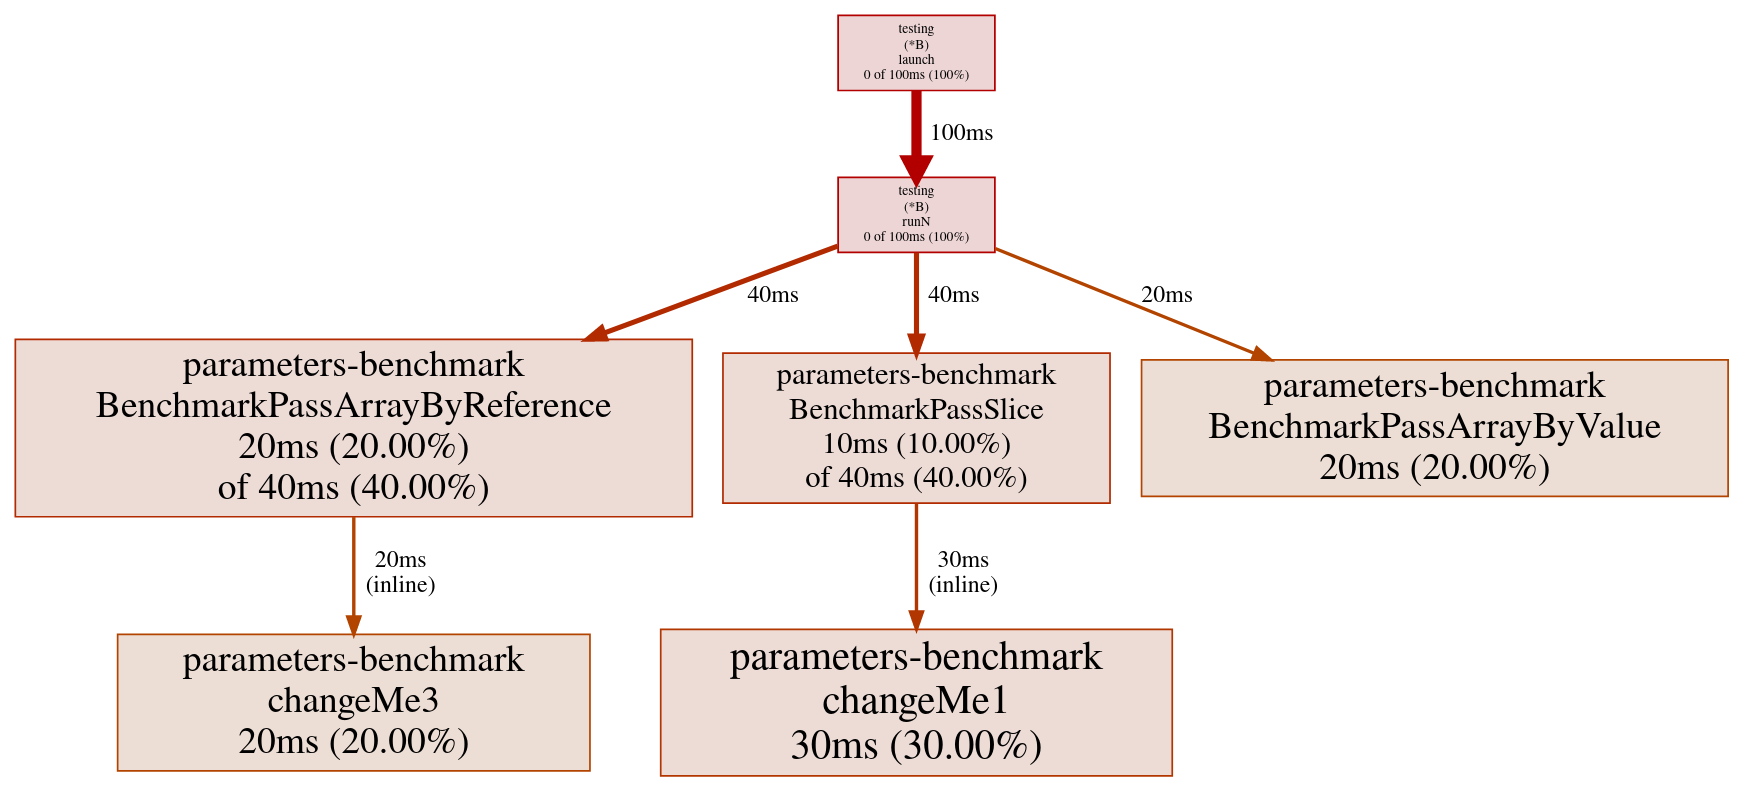 testing
(*B)
launch
0 of 100ms (100%)
100ms
testing
(*B)
runN
0 of 100ms (100%)
40ms
40ms
20ms
parameters-benchmark
BenchmarkPassArrayByReference
20ms (20.00%)
of 40ms (40.00%)
parameters-benchmark
BenchmarkPassSlice
10ms (10.00%)
of 40ms (40.00%)
parameters-benchmark
BenchmarkPassArrayByValue
20ms (20.00%)
20ms
(inline)
30ms
(inline)
parameters-benchmark
changeMe3
20ms (20.00%)
parameters-benchmark
changeMe1
30ms (30.00%)